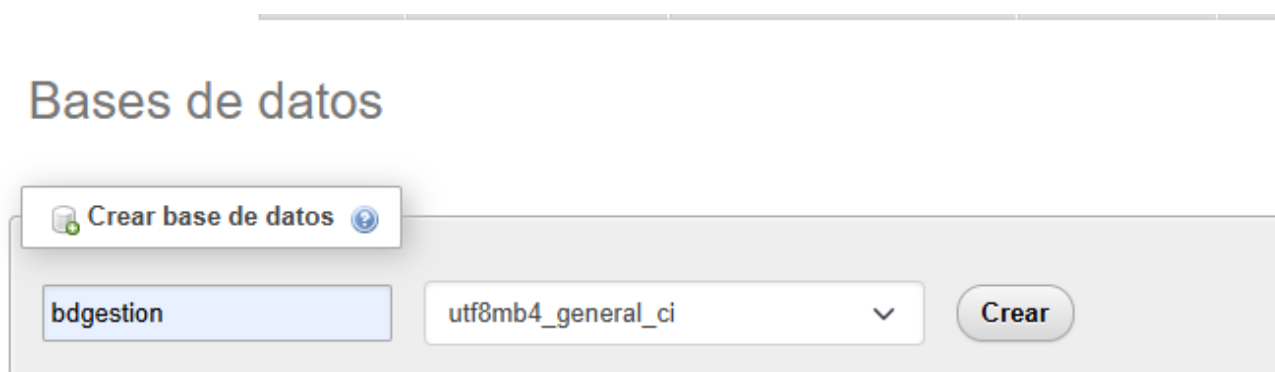 Bases de datos
Crear base de datos
bdgestion utf8mb4_general_ci Crear